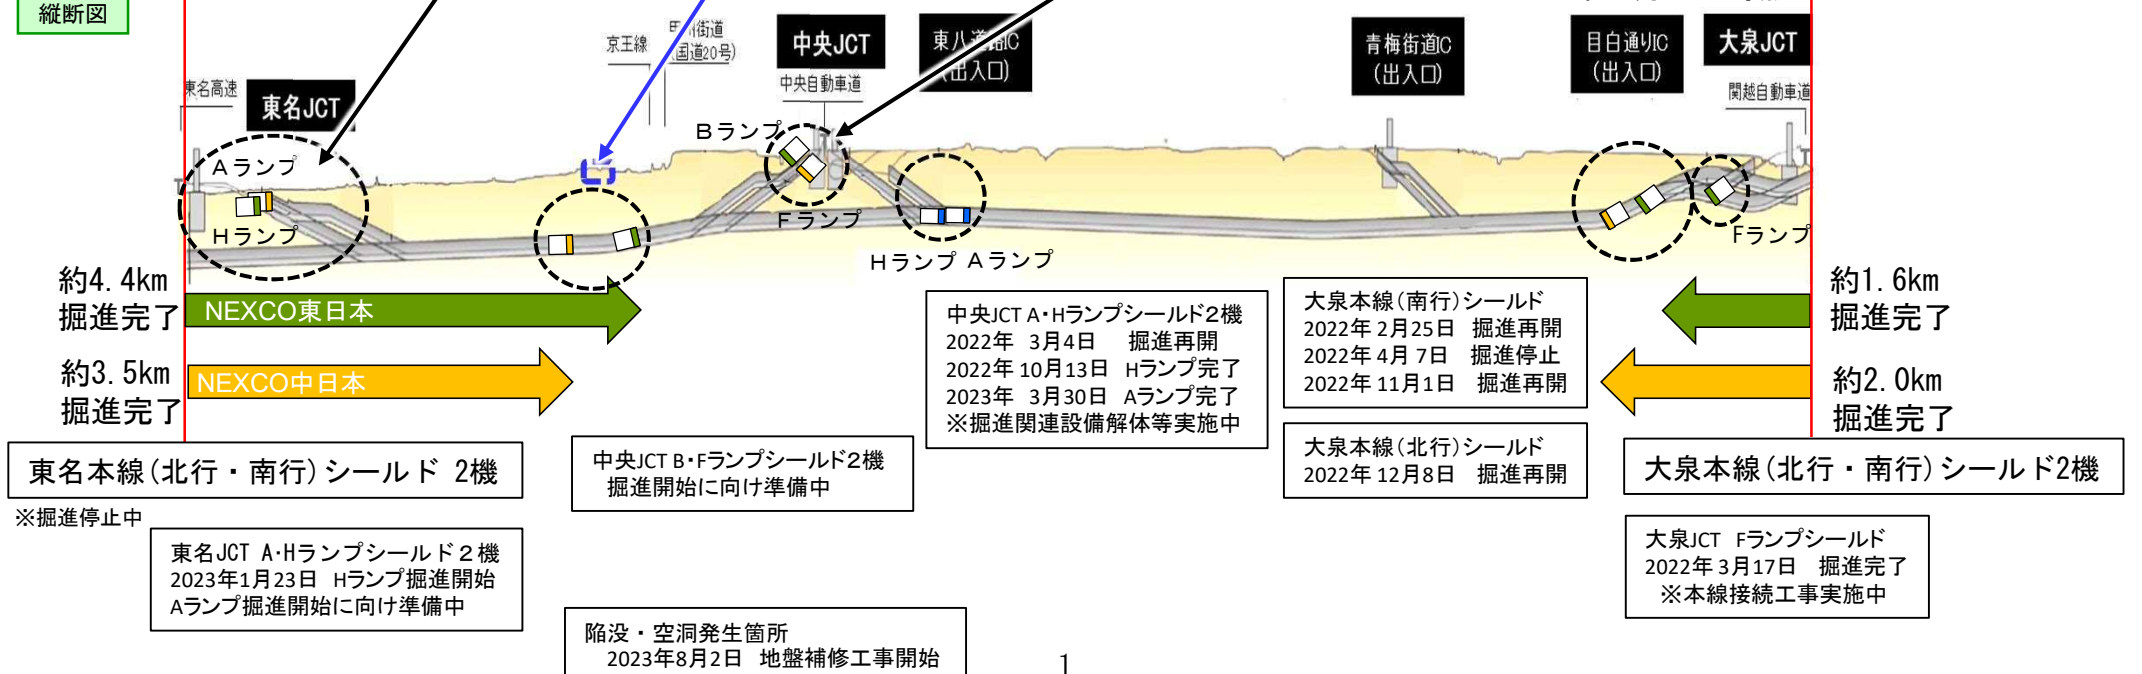 縦断図
東名高速
東名JCT
京王線
甲州街道
(国道20号)
中央JCT
中央自動車道
東八道路IC
(出入口)
青梅街道IC
(出入口)
目白通りIC
(出入口)
大泉JCT
関越自動車道
Aランプ
Hランプ
Bランプ
Fランプ
Hランプ Aランプ
Fランプ
約4.4km
掘進完了
NEXCO東日本
約3.5km
掘進完了
NEXCO中日本
約1.6km
掘進完了
約2.0km
掘進完了
東名本線(北行・南行)シールド 2機
※掘進停止中
東名JCT A・Hランプシールド2機
2023年1月23日 Hランプ掘進開始
Aランプ掘進開始に向け準備中
中央JCT B・Fランプシールド2機
掘進開始に向け準備中
陥没・空洞発生箇所
2023年8月2日 地盤補修工事開始
中央JCT A・Hランプシールド2機
2022年 3月4日 掘進再開
2022年 10月13日 Hランプ完了
2023年 3月30日 Aランプ完了
※掘進関連設備解体等実施中
大泉本線(南行)シールド
2022年 2月25日 掘進再開
2022年 4月 7日 掘進停止
2022年 11月1日 掘進再開
大泉本線(北行)シールド
2022年 12月8日 掘進再開
大泉本線(北行・南行)シールド2機
大泉JCT Fランプシールド
2022年 3月17日 掘進完了
※本線接続工事実施中
1